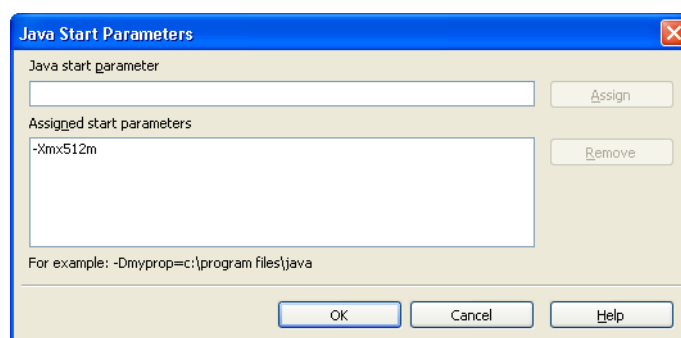 Java Start Parameters
Java start parameter
Assign
Assigned start parameters
-Xmx512m
Remove
For example: -Dmyprop=c:\program files\java
OK Cancel Help